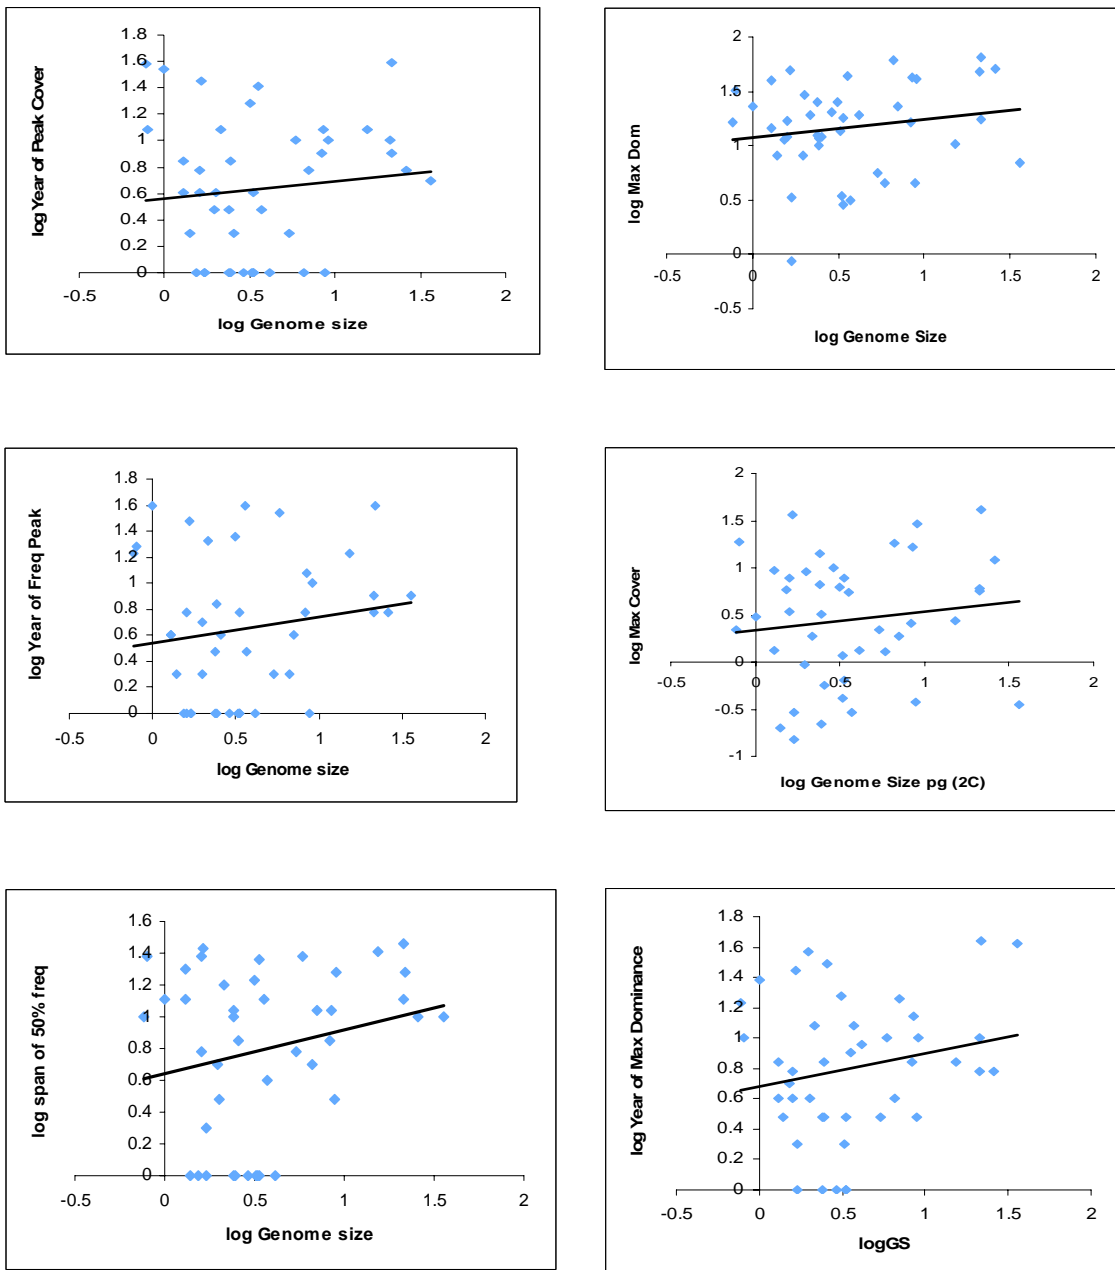 log Year of Peak Cover
1.8
1.6
1.4
1.2
1
0.8
0.6
0.4
0.2
0
-0.5 0 0.5 1 1.5 2
log Genome size
log Max Dom
2
1.5
1
0.5
0
-0.5
-0.5 0 0.5 1 1.5 2
log Genome Size
log Year of Freq Peak
1.8
1.6
1.4
1.2
1
0.8
0.6
0.4
0.2
0
-0.5 0 0.5 1 1.5 2
log Genome size
log Max Cover
2
1.5
1
0.5
0
-0.5
-1
-0.5 0 0.5 1 1.5 2
log Genome Size pg (2C)
log span of 50% freq
1.6
1.4
1.2
1
0.8
0.6
0.4
0.2
0
-0.5 0 0.5 1 1.5 2
log Genome size
log Year of Max Dominance
1.8
1.6
1.4
1.2
1
0.8
0.6
0.4
0.2
0
-0.5 0 0.5 1 1.5 2
logGS